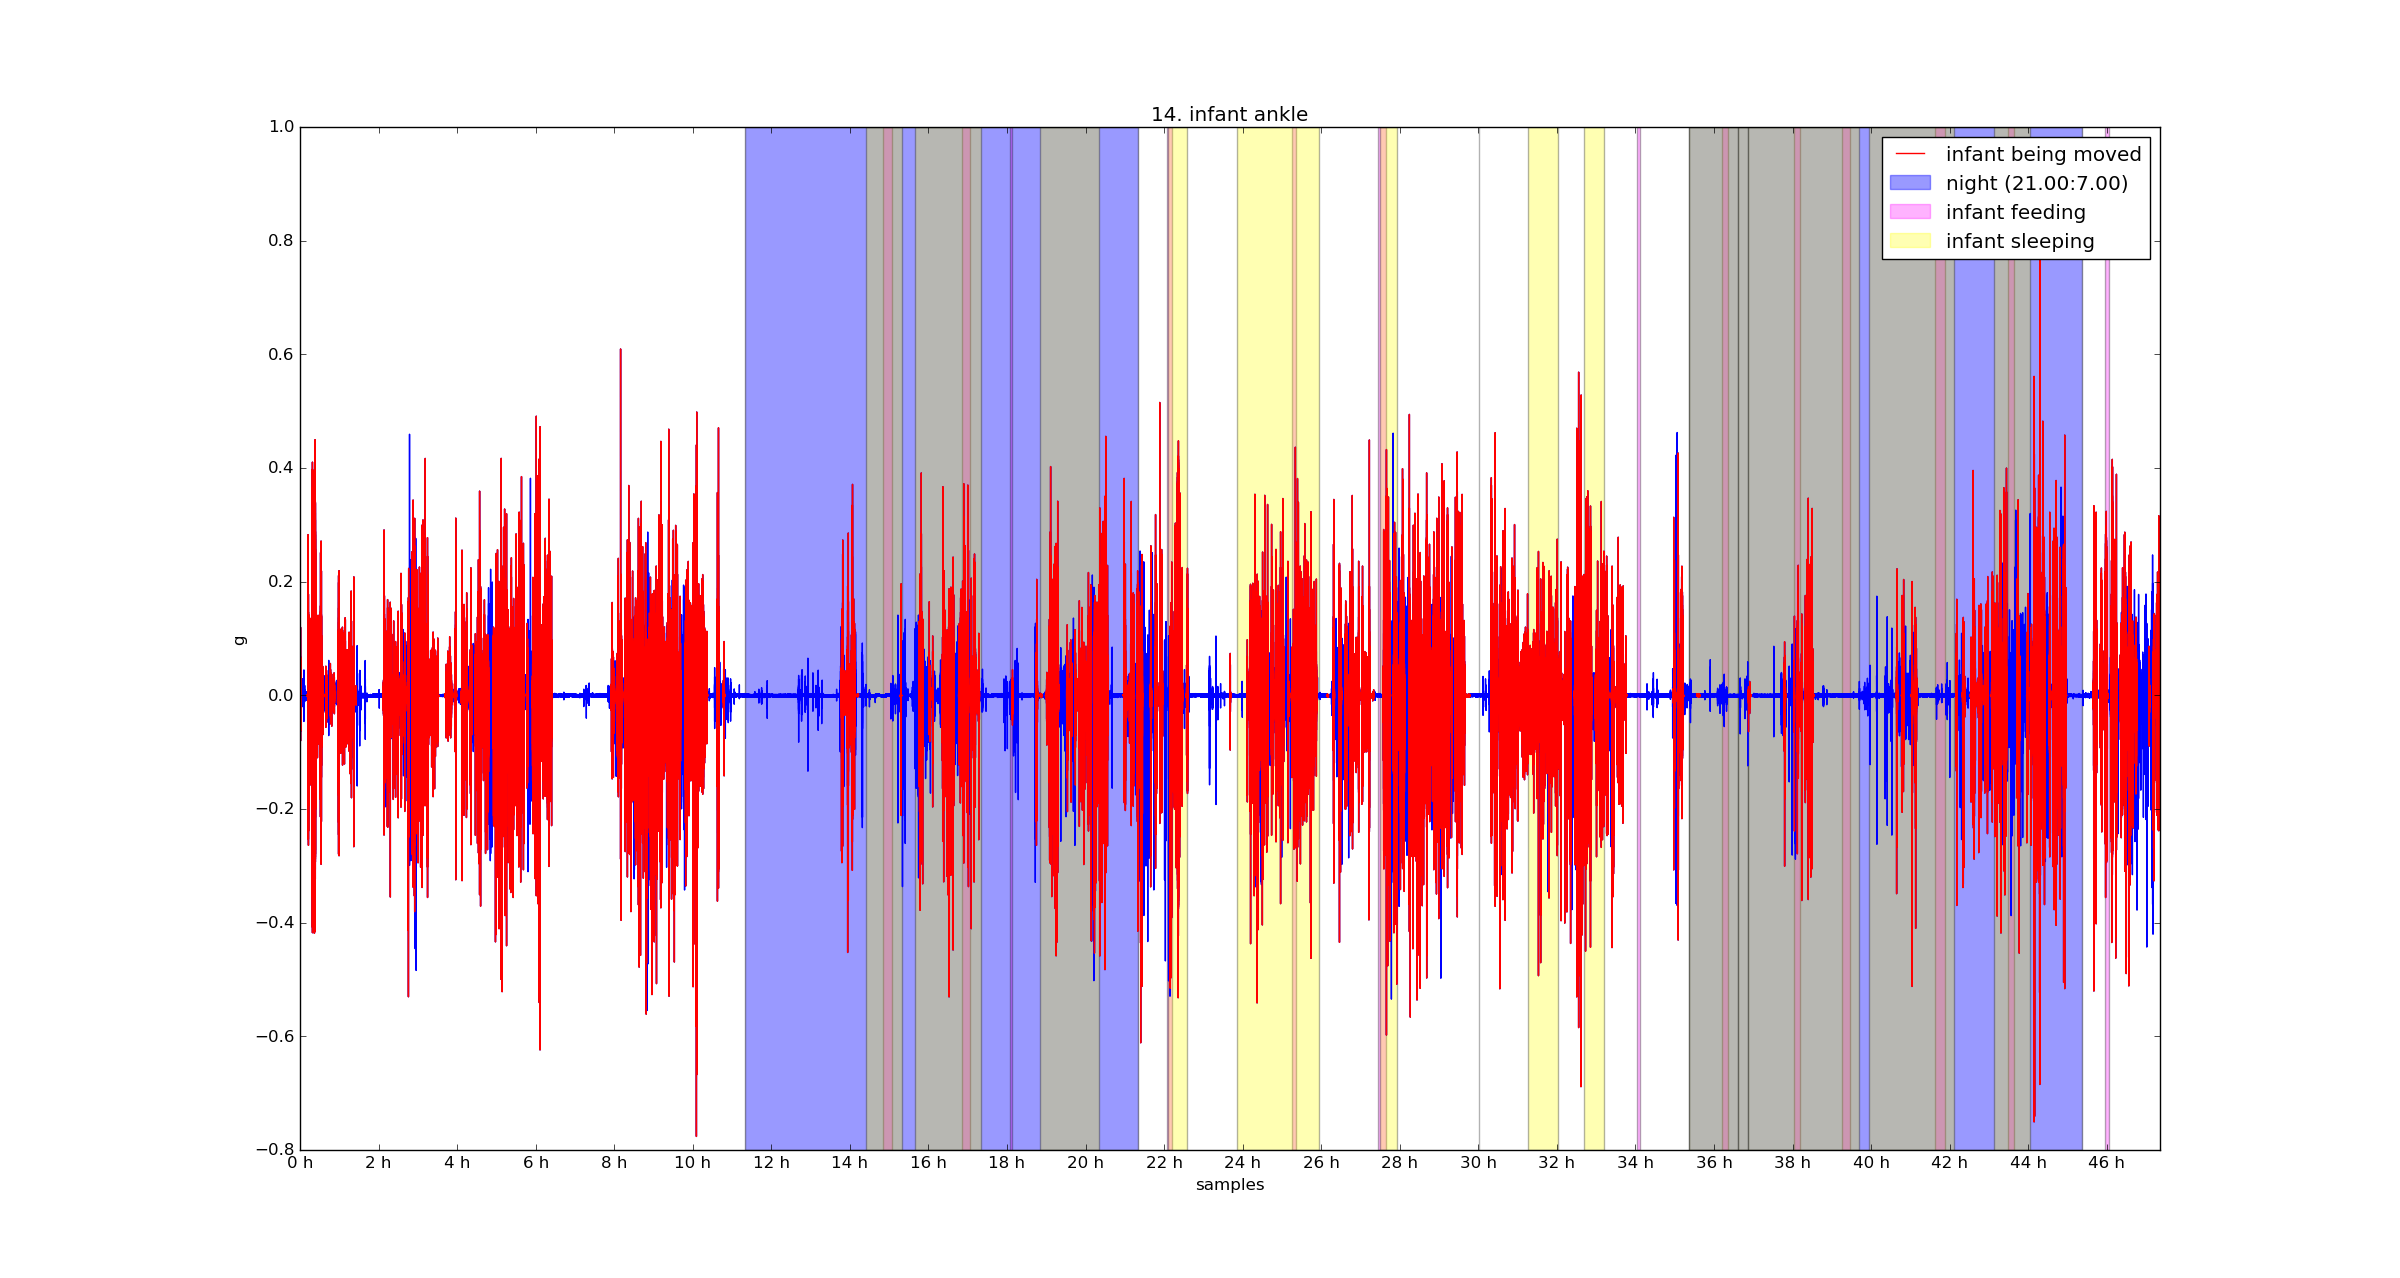 14. infant ankle
1.0
0.8
0.6
0.4
0.2
0.0
−0.2
−0.4
−0.6
−0.8
g
infant being moved
night (21.00:7.00)
infant feeding
infant sleeping
0 h 2 h 4 h 6 h 8 h 10 h 12 h 14 h 16 h 18 h 20 h 22 h 24 h 26 h 28 h 30 h 32 h 34 h 36 h 38 h 40 h 42 h 44 h 46 h
samples